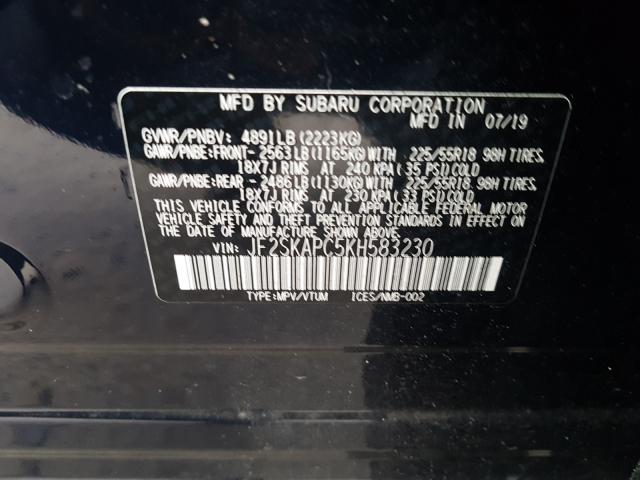 MFD BY SUBARU CORPORATION
MFD IN 07/19
GVWR/PNBV: 4891LB(2223KG)
GAWR/PNBE:FRONT- 2563LB(1165KG)WITH 225/55R18 98H TIRES
18X7J RIMS AT 240 KPA(35 PSI)COLD
GAWR/PNBE:REAR - 2486LB(1130KG)WITH 225/55R18 98H TIRES
18X7J RIMS AT 230 KPA(33 PSI)COLD
THIS VEHICLE CONFORMS TO ALL APPLICABLE FEDERAL MOTOR
VEHICLE SAFETY AND THEFT PREVENTION STANDARDS IN EFFECT
ON THE DATE OF MANUFACTURE SHOWN ABOVE.
VIN: JF2SKAPC5KH583230
TYPE:MPV/VTUM ICES/NMB-002